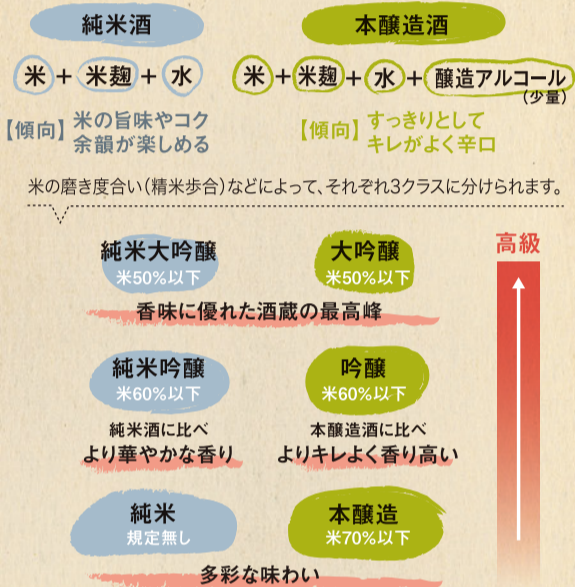 純米酒
本醸造酒
米+米麹+水
米+米麹+水+醸造アルコール
(少量)
【傾向】米の旨味やコク
余韻が楽しめる
【傾向】すっきりとして
キレがよく辛口
米の磨き度合い(精米歩合)などによって、それぞれ3クラスに分けられます。
高級
純米大吟醸
米50%以下
大吟醸
米50%以下
香味に優れた酒蔵の最高峰
純米吟醸
米60%以下
吟醸
米60%以下
純米酒に比べ
より華やかな香り
本醸造酒に比べ
よりキレよく香り高い
純米
規定無し
本醸造
米70%以下
多彩な味わい